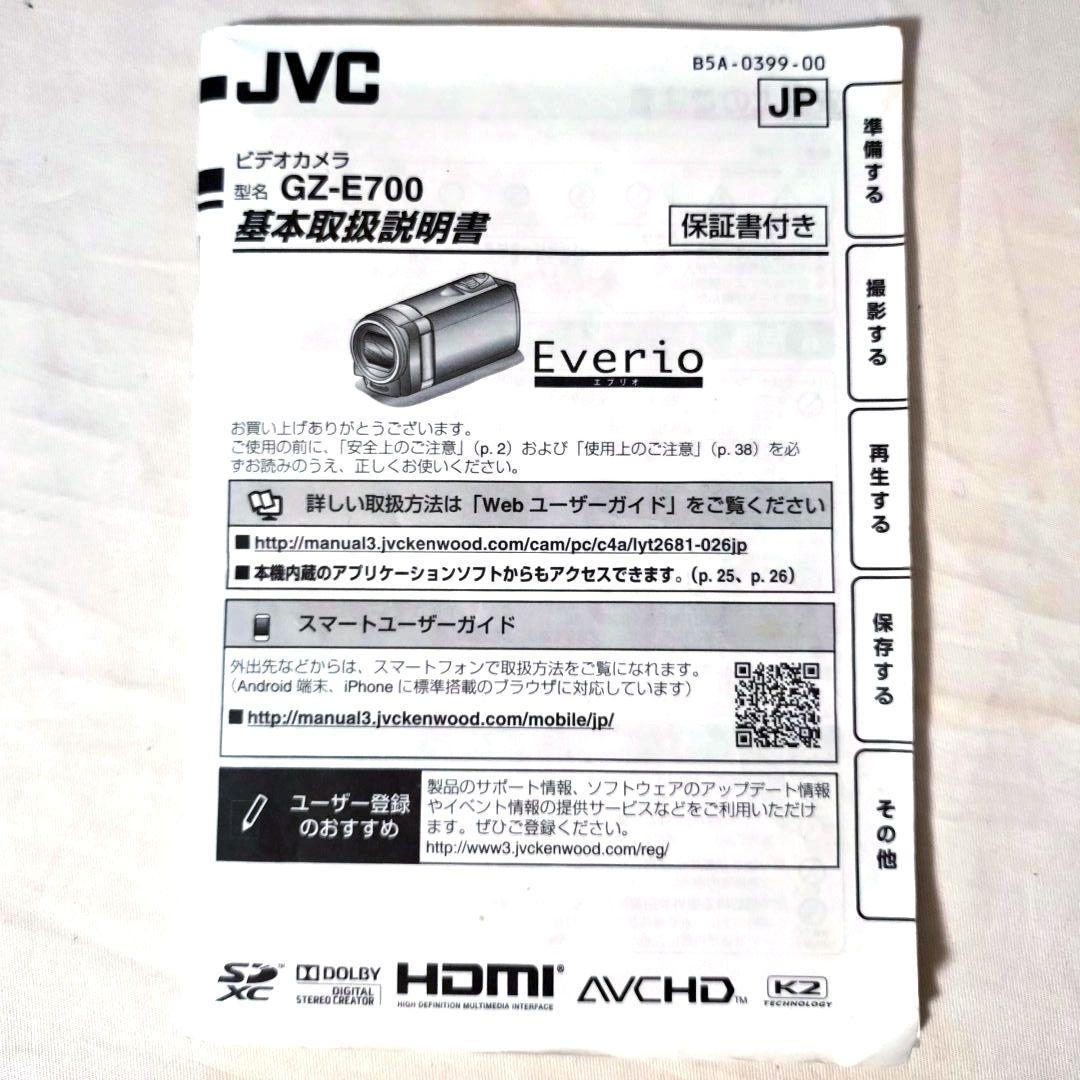 JVC
B5A-0399-00
JP
ビデオカメラ
型名 GZ-E700
基本取扱説明書
保証書付き
Everio
エブリオ
お買い上げありがとうございます。
ご使用の前に、「安全上のご注意」(p. 2) および「使用上のご注意」(p. 38) を必
ずお読みのうえ、正しくお使いください。
詳しい取扱方法は「Web ユーザーガイド」をご覧ください
■ http://manual3.jvckenwood.com/cam/pc/c4a/lyt2681-026jp
■ 本機内蔵のアプリケーションソフトからもアクセスできます。(p. 25、p. 26)
スマートユーザーガイド
外出先などからは、スマートフォンで取扱方法をご覧になれます。
(Android 端末、iPhone に標準搭載のブラウザに対応しています)
■ http://manual3.jvckenwood.com/mobile/jp/
ユーザー登録
のおすすめ
製品のサポート情報、ソフトウェアのアップデート情報
やイベント情報の提供サービスなどをご利用いただけ
ます。ぜひご登録ください。
http://www3.jvckenwood.com/reg/
準備する
撮影する
再生する
保存する
その他
SD XC™
DOLBY
DIGITAL
STEREO CREATOR
HDMI®
HIGH DEFINITION MULTIMEDIA INTERFACE
AVCHD™
K2
TECHNOLOGY